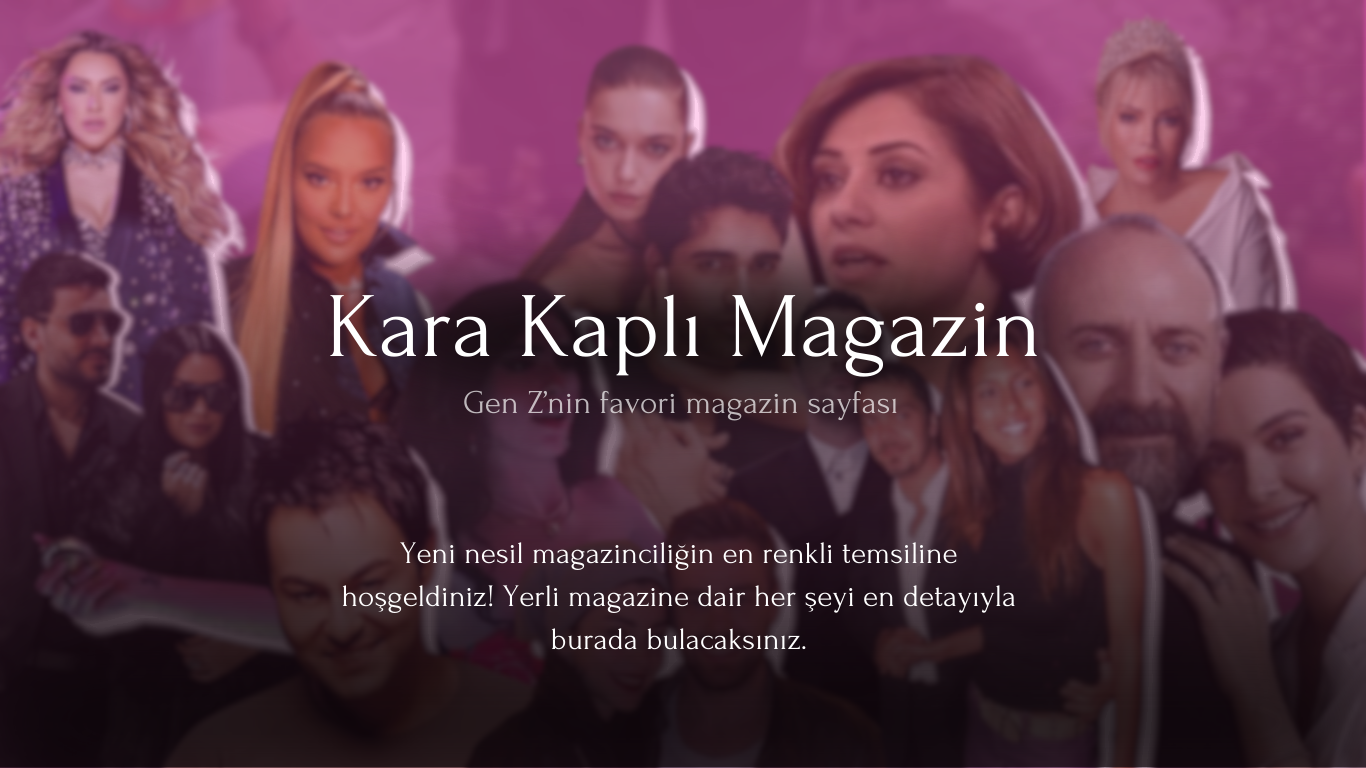 Kara Kaplı Magazin
Gen Z'nin favori magazin sayfası
Yeni nesil magazinciliğin en renkli temsiline
hoşgeldiniz! Yerli magazine dair her şeyi en detayıyla
burada bulacaksınız.